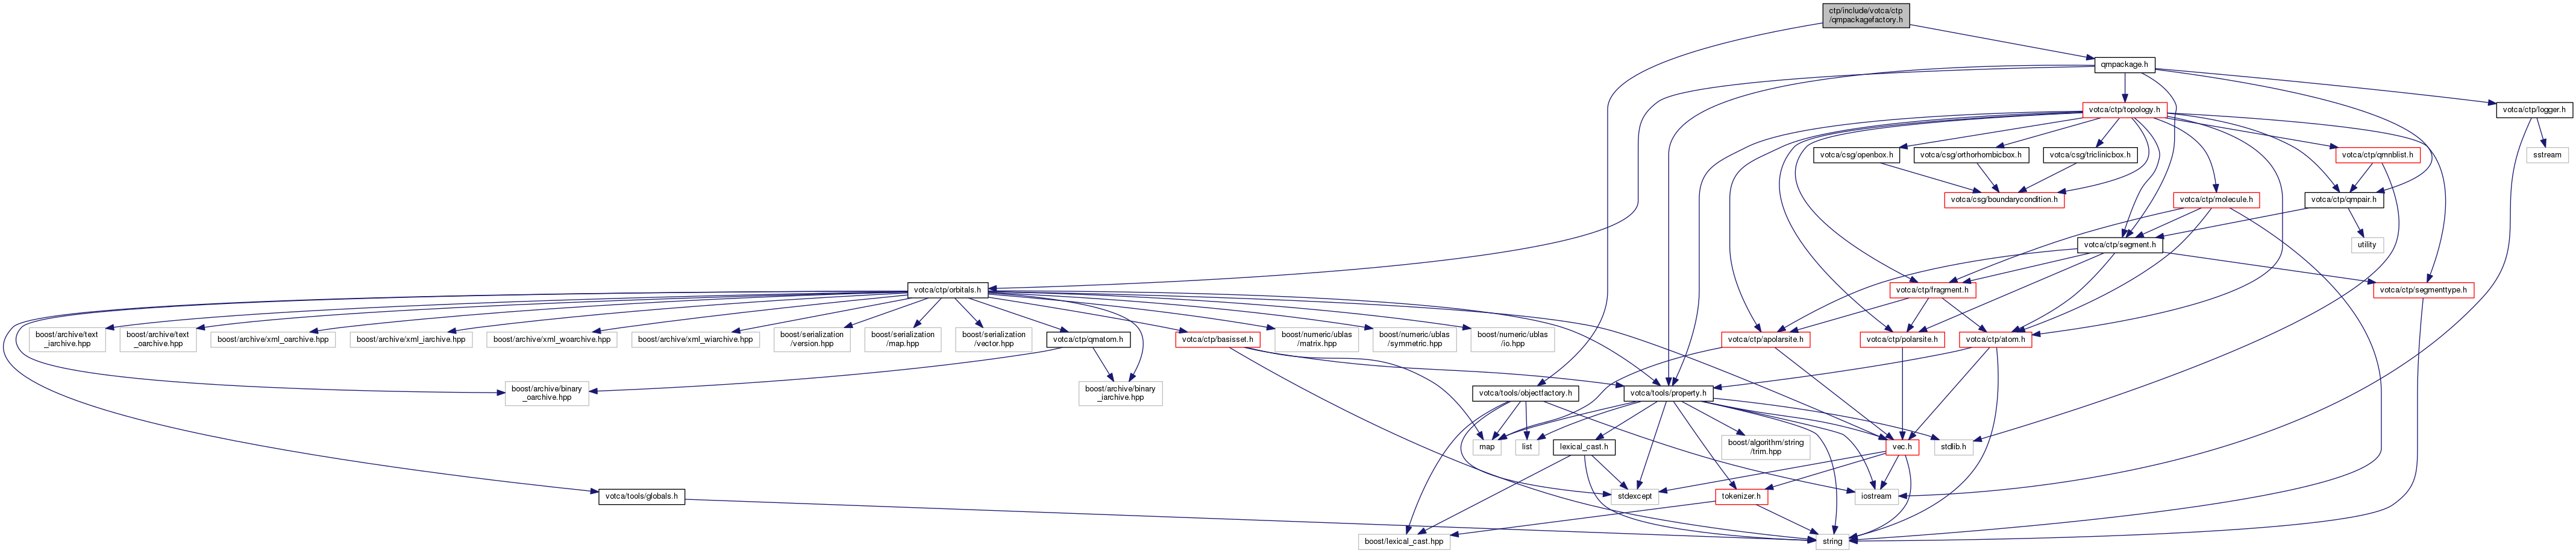 ctp/include/votca/ctp
/qmpackagefactory.h
qmpackage.h
votca/ctp/topology.h
votca/ctp/logger.h
votca/csg/openbox.h
votca/csg/orthorhombicbox.h
votca/csg/triclinicbox.h
votca/ctp/qmnblist.h
sstream
votca/csg/boundarycondition.h
votca/ctp/molecule.h
votca/ctp/qmpair.h
votca/ctp/segment.h
utility
votca/ctp/orbitals.h
votca/ctp/fragment.h
votca/ctp/segmenttype.h
boost/archive/text
_iarchive.hpp
boost/archive/text
_oarchive.hpp
boost/archive/xml_oarchive.hpp
boost/archive/xml_iarchive.hpp
boost/archive/xml_woarchive.hpp
boost/archive/xml_wiarchive.hpp
boost/serialization
/version.hpp
boost/serialization
/map.hpp
boost/serialization
/vector.hpp
votca/ctp/qmatom.h
votca/ctp/basisset.h
boost/numeric/ublas
/matrix.hpp
boost/numeric/ublas
/symmetric.hpp
boost/numeric/ublas
/io.hpp
votca/ctp/apolarsite.h
votca/ctp/polarsite.h
votca/ctp/atom.h
boost/archive/binary
_oarchive.hpp
boost/archive/binary
_iarchive.hpp
votca/tools/objectfactory.h
votca/tools/property.h
map
list
lexical_cast.h
boost/algorithm/string
/trim.hpp
vec.h
stdlib.h
votca/tools/globals.h
stdexcept
tokenizer.h
iostream
boost/lexical_cast.hpp
string